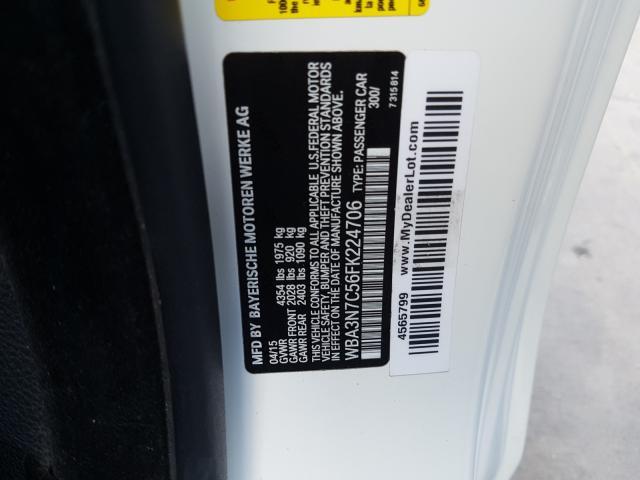 MFD BY BAYERISCHE MOTOREN WERKE AG
04/15
GVWR 4354 lbs 1975 kg
GAWR FRONT 2028 lbs 920 kg
GAWR REAR 2403 lbs 1090 kg
THIS VEHICLE CONFORMS TO ALL APPLICABLE U.S.FEDERAL MOTOR
VEHICLE SAFETY, BUMPER AND THEFT PREVENTION STANDARDS
IN EFFECT ON THE DATE OF MANUFACTURE SHOWN ABOVE.
WBA3N7C56FK224706 TYPE: PASSENGER CAR
300/
7 315 814
4565799 www.MyDealerLot.com